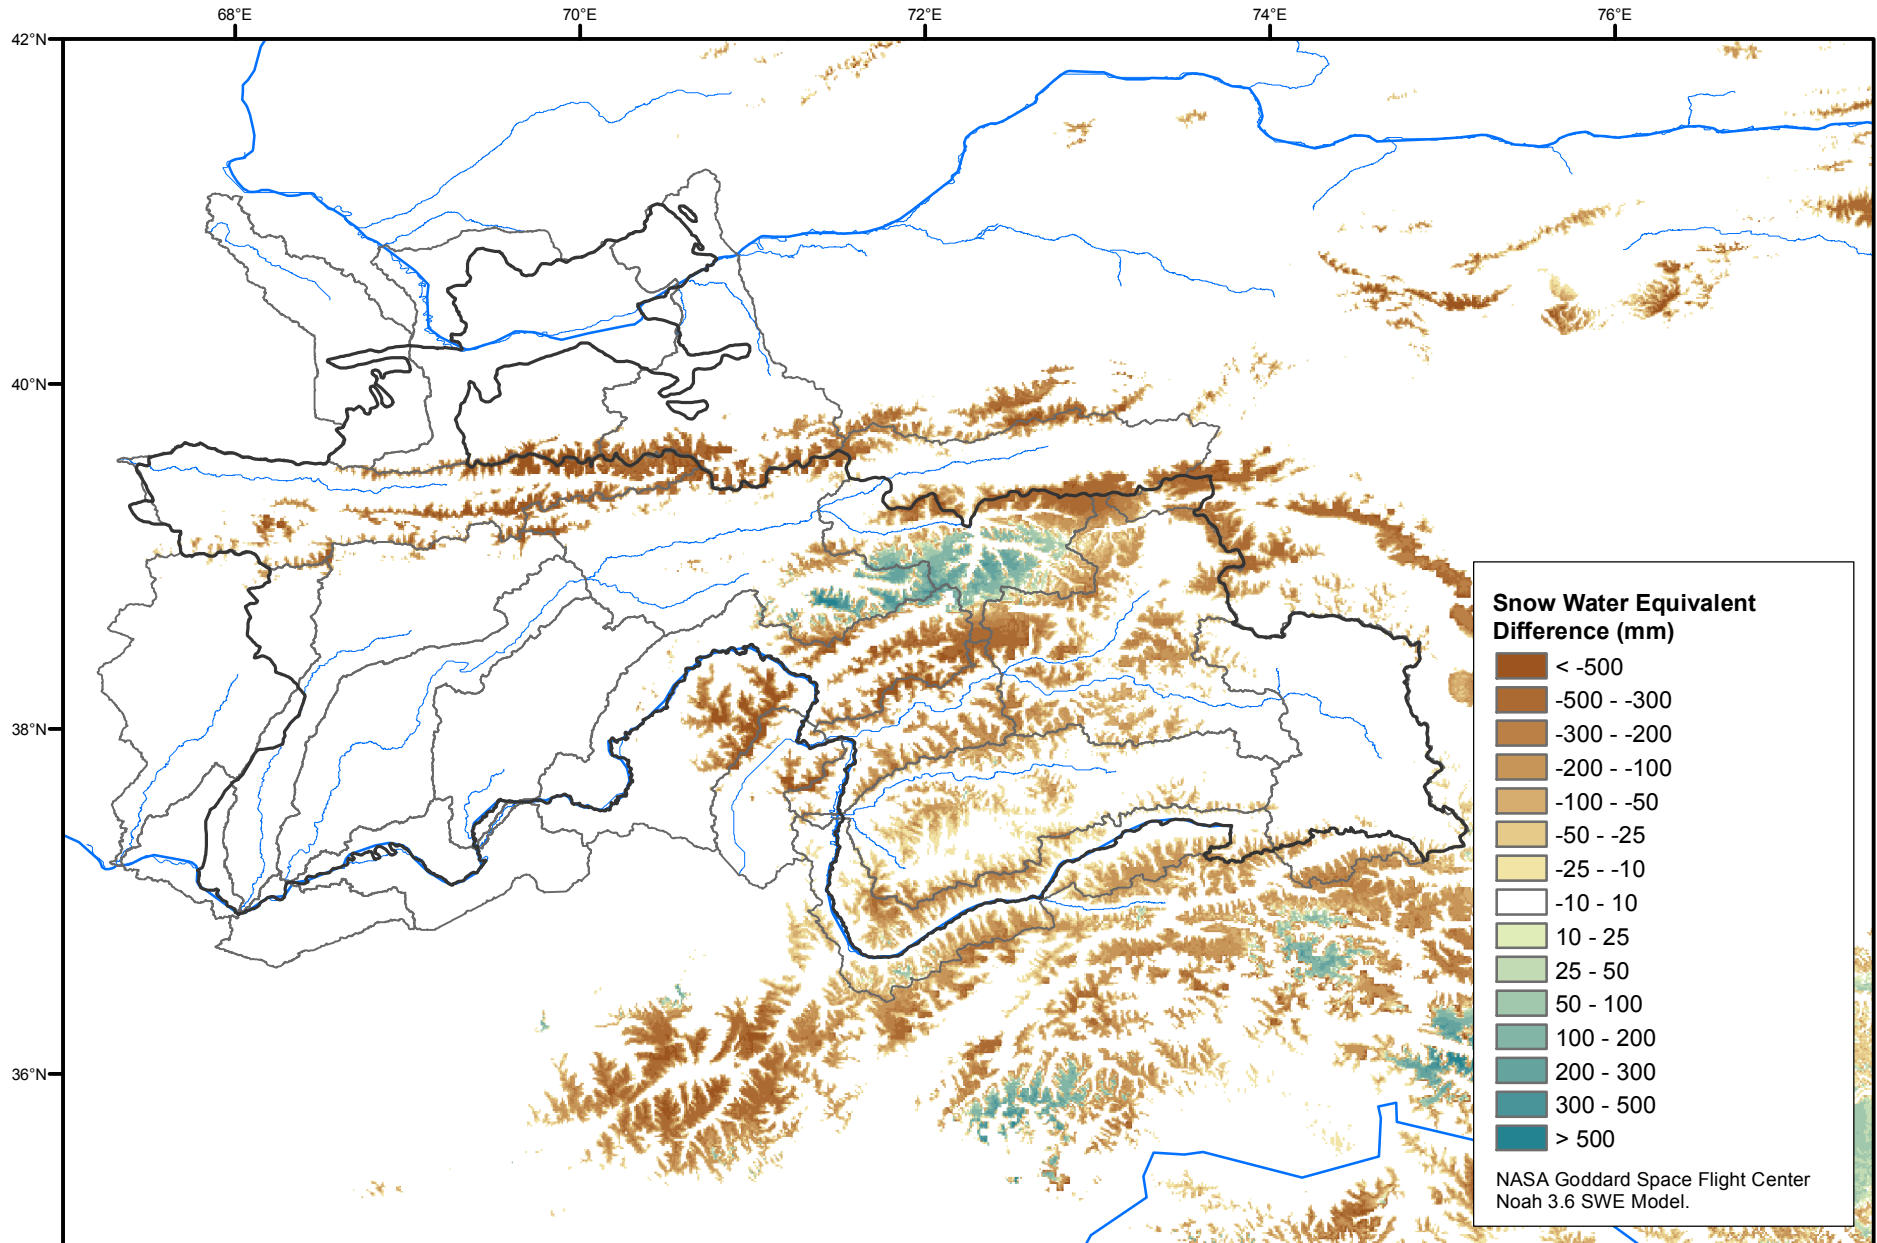 68°E
70°E
72°E
74°E
76°E
42°N
40°N
38°N
36°N
Snow Water Equivalent
Difference (mm)
< -500
-500 - -300
-300 - -200
-200 - -100
-100 - -50
-50 - -25
-25 - -10
-10 - 10
10 - 25
25 - 50
50 - 100
100 - 200
200 - 300
300 - 500
> 500
NASA Goddard Space Flight Center
Noah 3.6 SWE Model.